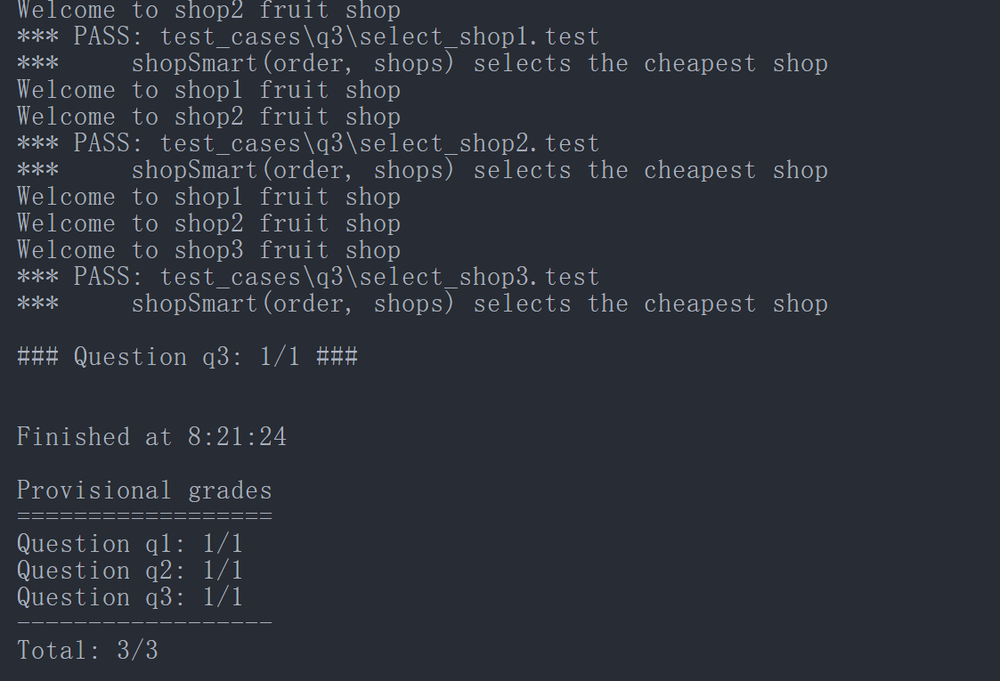 Welcome to shop2 fruit shop
*** PASS: test_cases\q3\select_shop1.test
***     shopSmart(order, shops) selects the cheapest shop
Welcome to shop1 fruit shop
Welcome to shop2 fruit shop
*** PASS: test_cases\q3\select_shop2.test
***     shopSmart(order, shops) selects the cheapest shop
Welcome to shop1 fruit shop
Welcome to shop2 fruit shop
Welcome to shop3 fruit shop
*** PASS: test_cases\q3\select_shop3.test
***     shopSmart(order, shops) selects the cheapest shop
### Question q3: 1/1 ###
Finished at 8:21:24
Provisional grades
==================
Question q1: 1/1
Question q2: 1/1
Question q3: 1/1
------------------
Total: 3/3